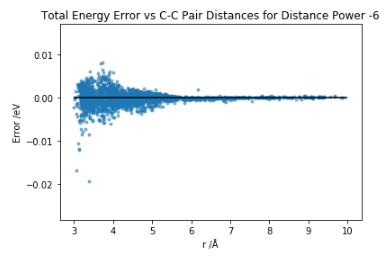 Total Energy Error vs C-C Pair Distances for Distance Power -6
0.01
0.00
−0.01
−0.02
Error /eV
3 4 5 6 7 8 9 10
r /Å